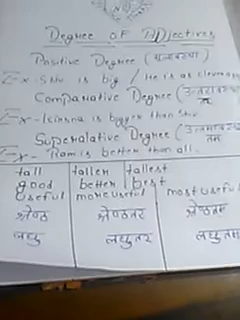 Degree of Adjectives
Positive Degree (मूलावस्था)
Ex- Shiv is big / He is as clever as
Comparative Degree (उत्तरावस्था
Ex- Krishna is bigger than Shiv
Superalative Degree (उत्तमावस्था
तम
Ex- Ram is better than all.
tall taller tallest
good better best
useful more useful most useful
श्रेष्ठ श्रेष्ठतर श्रेष्ठतम
लघु लघुतर लघुतम